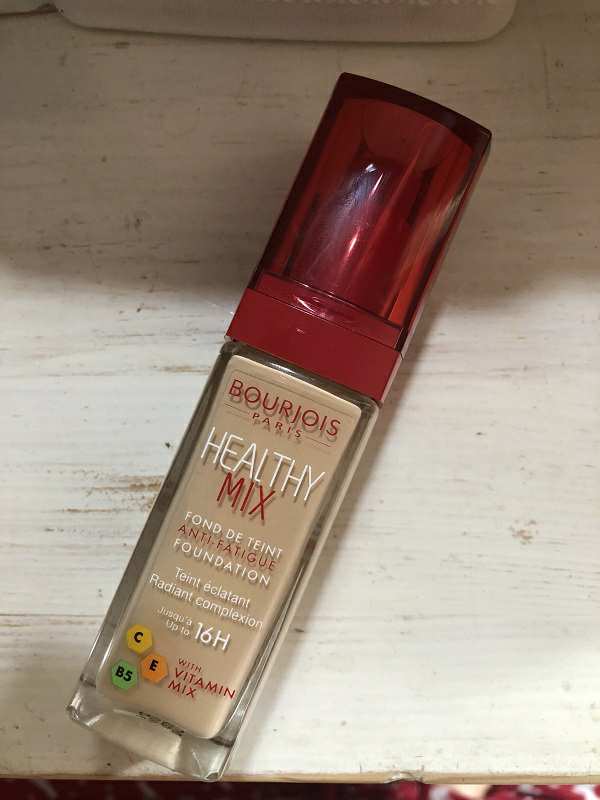 BOURJOIS
PARIS
HEALTHY
MIX
FOND DE TEINT
ANTI-FATIGUE
FOUNDATION
Teint éclatant
Radiant complexion
Jusqu'à
Up to 16H
C
E
B5
WITH
VITAMIN
MIX